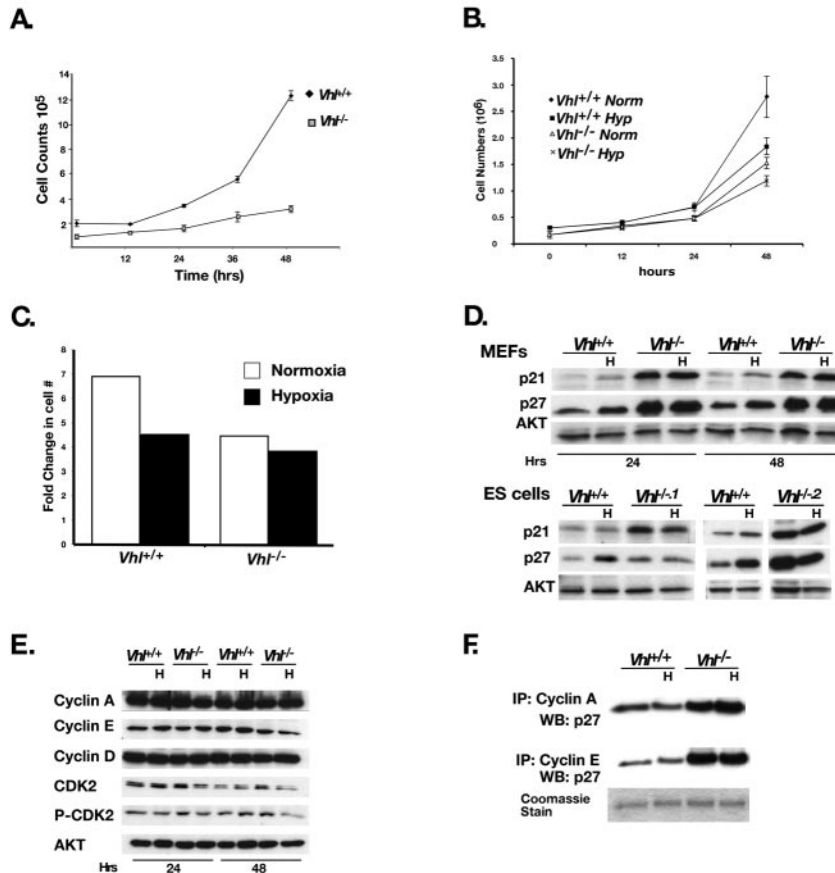 A.
Cell Counts 10⁵
14
12
10
8
6
4
2
12
24
36
48
Time (hrs)
Vhl+/+
Vhl-/-
B.
Cell Numbers (10⁶)
3.5
3.0
2.5
2.0
1.5
1.0
0.5
0
0
12
24
48
hours
Vhl+/+ Norm
Vhl+/+ Hyp
Vhl-/- Norm
Vhl-/- Hyp
C.
Fold Change in cell #
8
7
6
5
4
3
2
1
0
Normoxia
Hypoxia
Vhl+/+
Vhl-/-
D.
MEFs
Vhl+/+ Vhl-/- Vhl+/+ Vhl-/-
H H H H
p21
p27
AKT
Hrs 24 48
ES cells
Vhl+/+ Vhl-/-.1 Vhl+/+ Vhl-/-.2
H H H H
p21
p27
AKT
E.
Vhl+/+ Vhl-/- Vhl+/+ Vhl-/-
H H H H
Cyclin A
Cyclin E
Cyclin D
CDK2
P-CDK2
AKT
Hrs 24 48
F.
Vhl+/+ Vhl-/-
H H
IP: Cyclin A
WB: p27
IP: Cyclin E
WB: p27
Coomassie
Stain